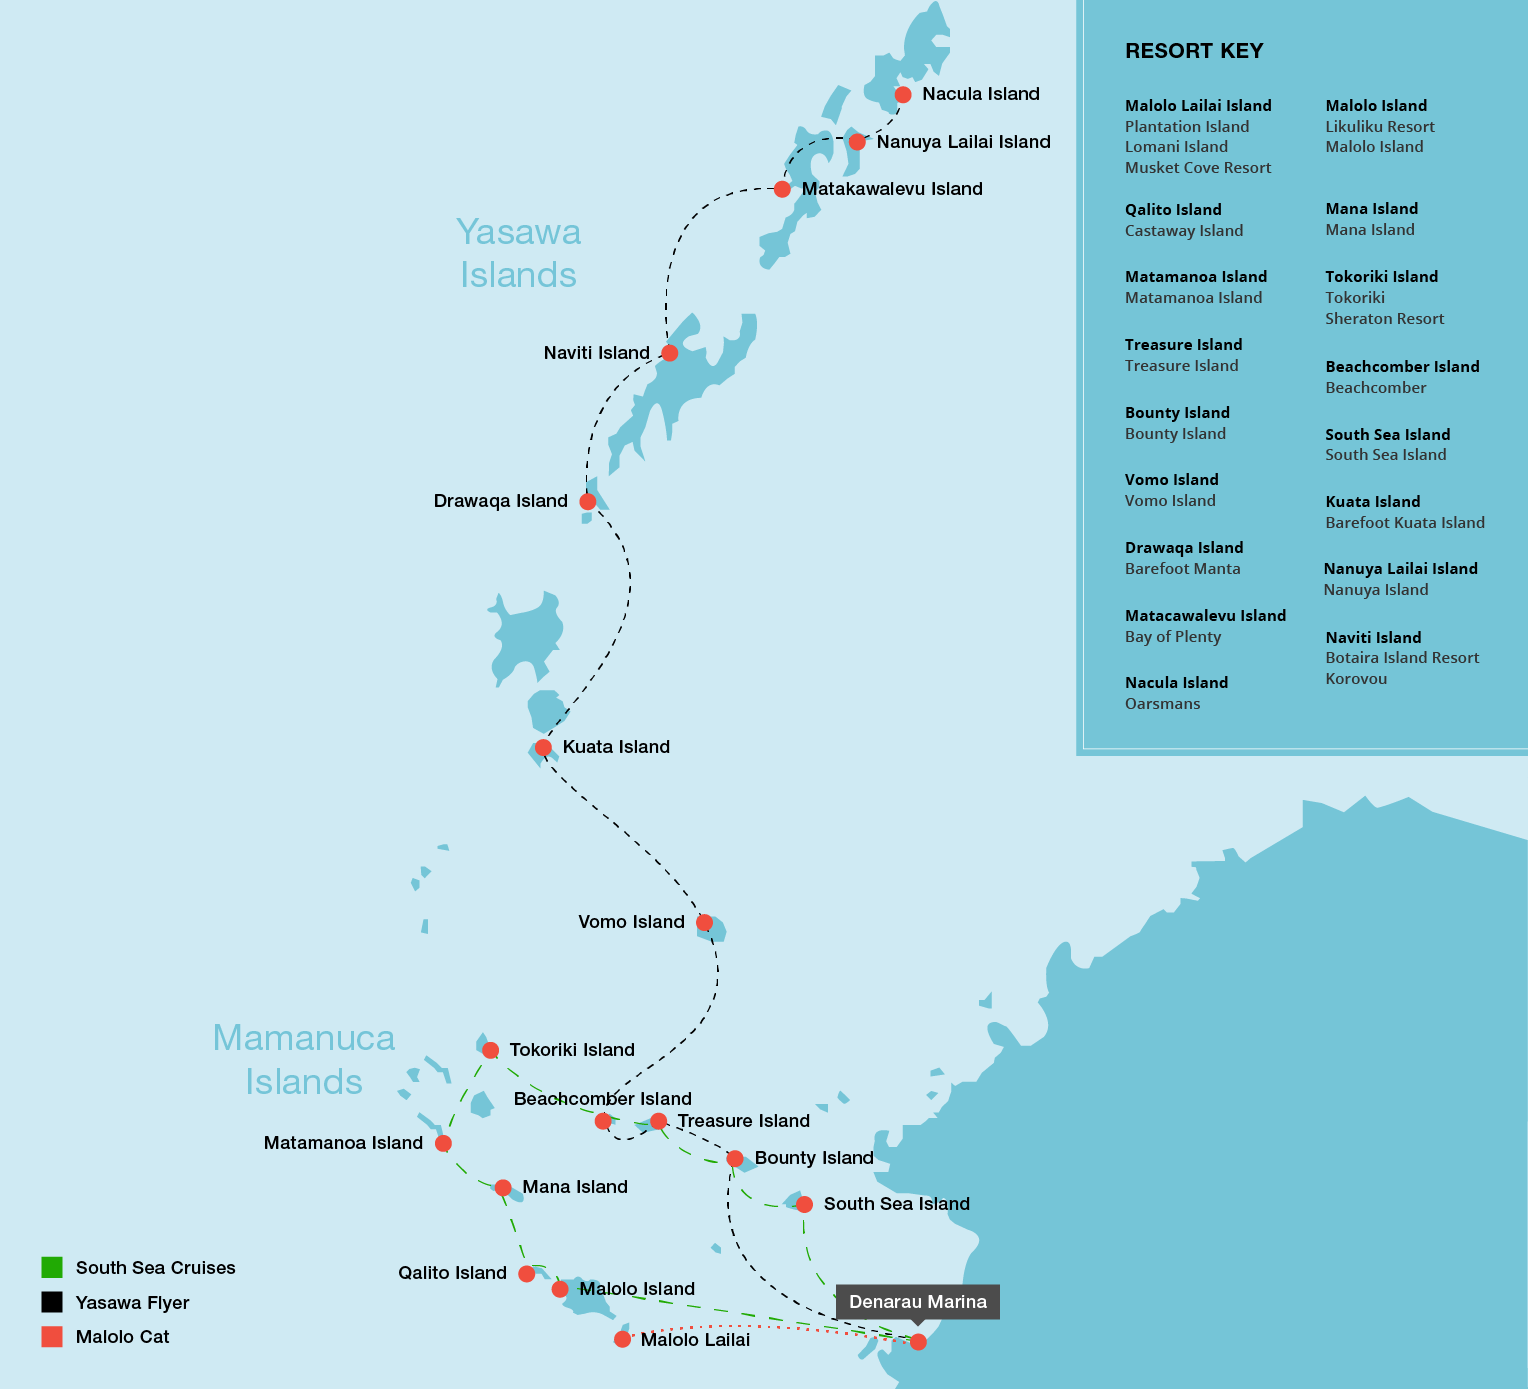 RESORT KEY
Malolo Lailai Island
Plantation Island
Lomani Island
Musket Cove Resort
Qalito Island
Castaway Island
Matamanoa Island
Matamanoa Island
Treasure Island
Treasure Island
Bounty Island
Bounty Island
Vomo Island
Vomo Island
Drawaqa Island
Barefoot Manta
Matacawalevu Island
Bay of Plenty
Nacula Island
Oarsmans
Malolo Island
Likuliku Resort
Malolo Island
Mana Island
Mana Island
Tokoriki Island
Tokoriki
Sheraton Resort
Beachcomber Island
Beachcomber
South Sea Island
South Sea Island
Kuata Island
Barefoot Kuata Island
Nanuya Lailai Island
Nanuya Island
Naviti Island
Botaira Island Resort
Korovou
Nacula Island
Nanuya Lailai Island
Matakawalevu Island
Yasawa
Islands
Naviti Island
Drawaqa Island
Kuata Island
Vomo Island
Mamanuca
Islands
Tokoriki Island
Beachcomber Island
Treasure Island
Matamanoa Island
Bounty Island
Mana Island
South Sea Island
Qalito Island
Malolo Island
Denarau Marina
Malolo Lailai
South Sea Cruises
Yasawa Flyer
Malolo Cat